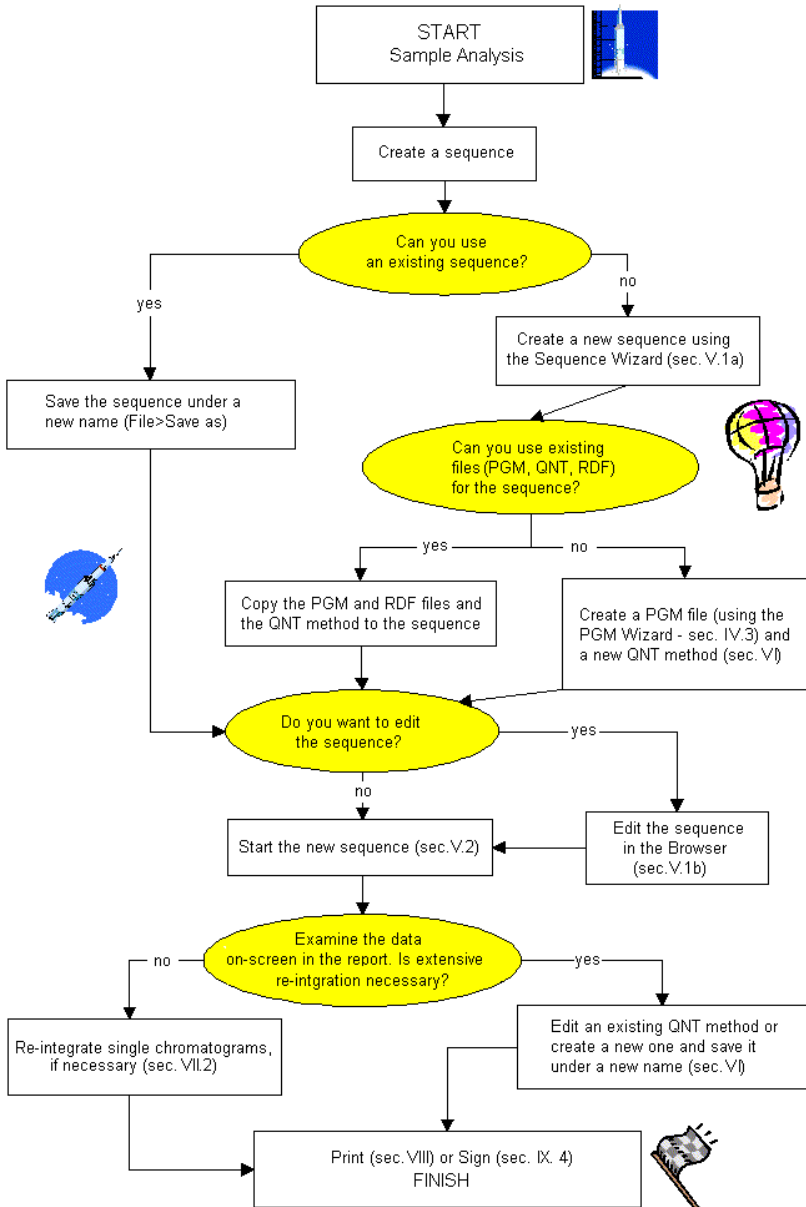 START
Sample Analysis
Create a sequence
Can you use
an existing sequence?
yes
no
Create a new sequence using
the Sequence Wizard (sec. V.1a)
Save the sequence under a
new name (File>Save as)
Can you use existing
files (PGM, QNT, RDF)
for the sequence?
yes
no
Copy the PGM and RDF files and
the QNT method to the sequence
Create a PGM file (using the
PGM Wizard - sec. IV.3) and
a new QNT method (sec. VI)
Do you want to edit
the sequence?
yes
no
Start the new sequence (sec.V.2)
Edit the sequence
in the Browser
(sec.V.1b)
Examine the data
on-screen in the report. Is extensive
re-intgration necessary?
no
yes
Re-integrate single chromatograms,
if necessary (sec. VII.2)
Edit an existing QNT method or
create a new one and save it
under a new name (sec. VI)
Print (sec.VIII) or Sign (sec. IX. 4)
FINISH